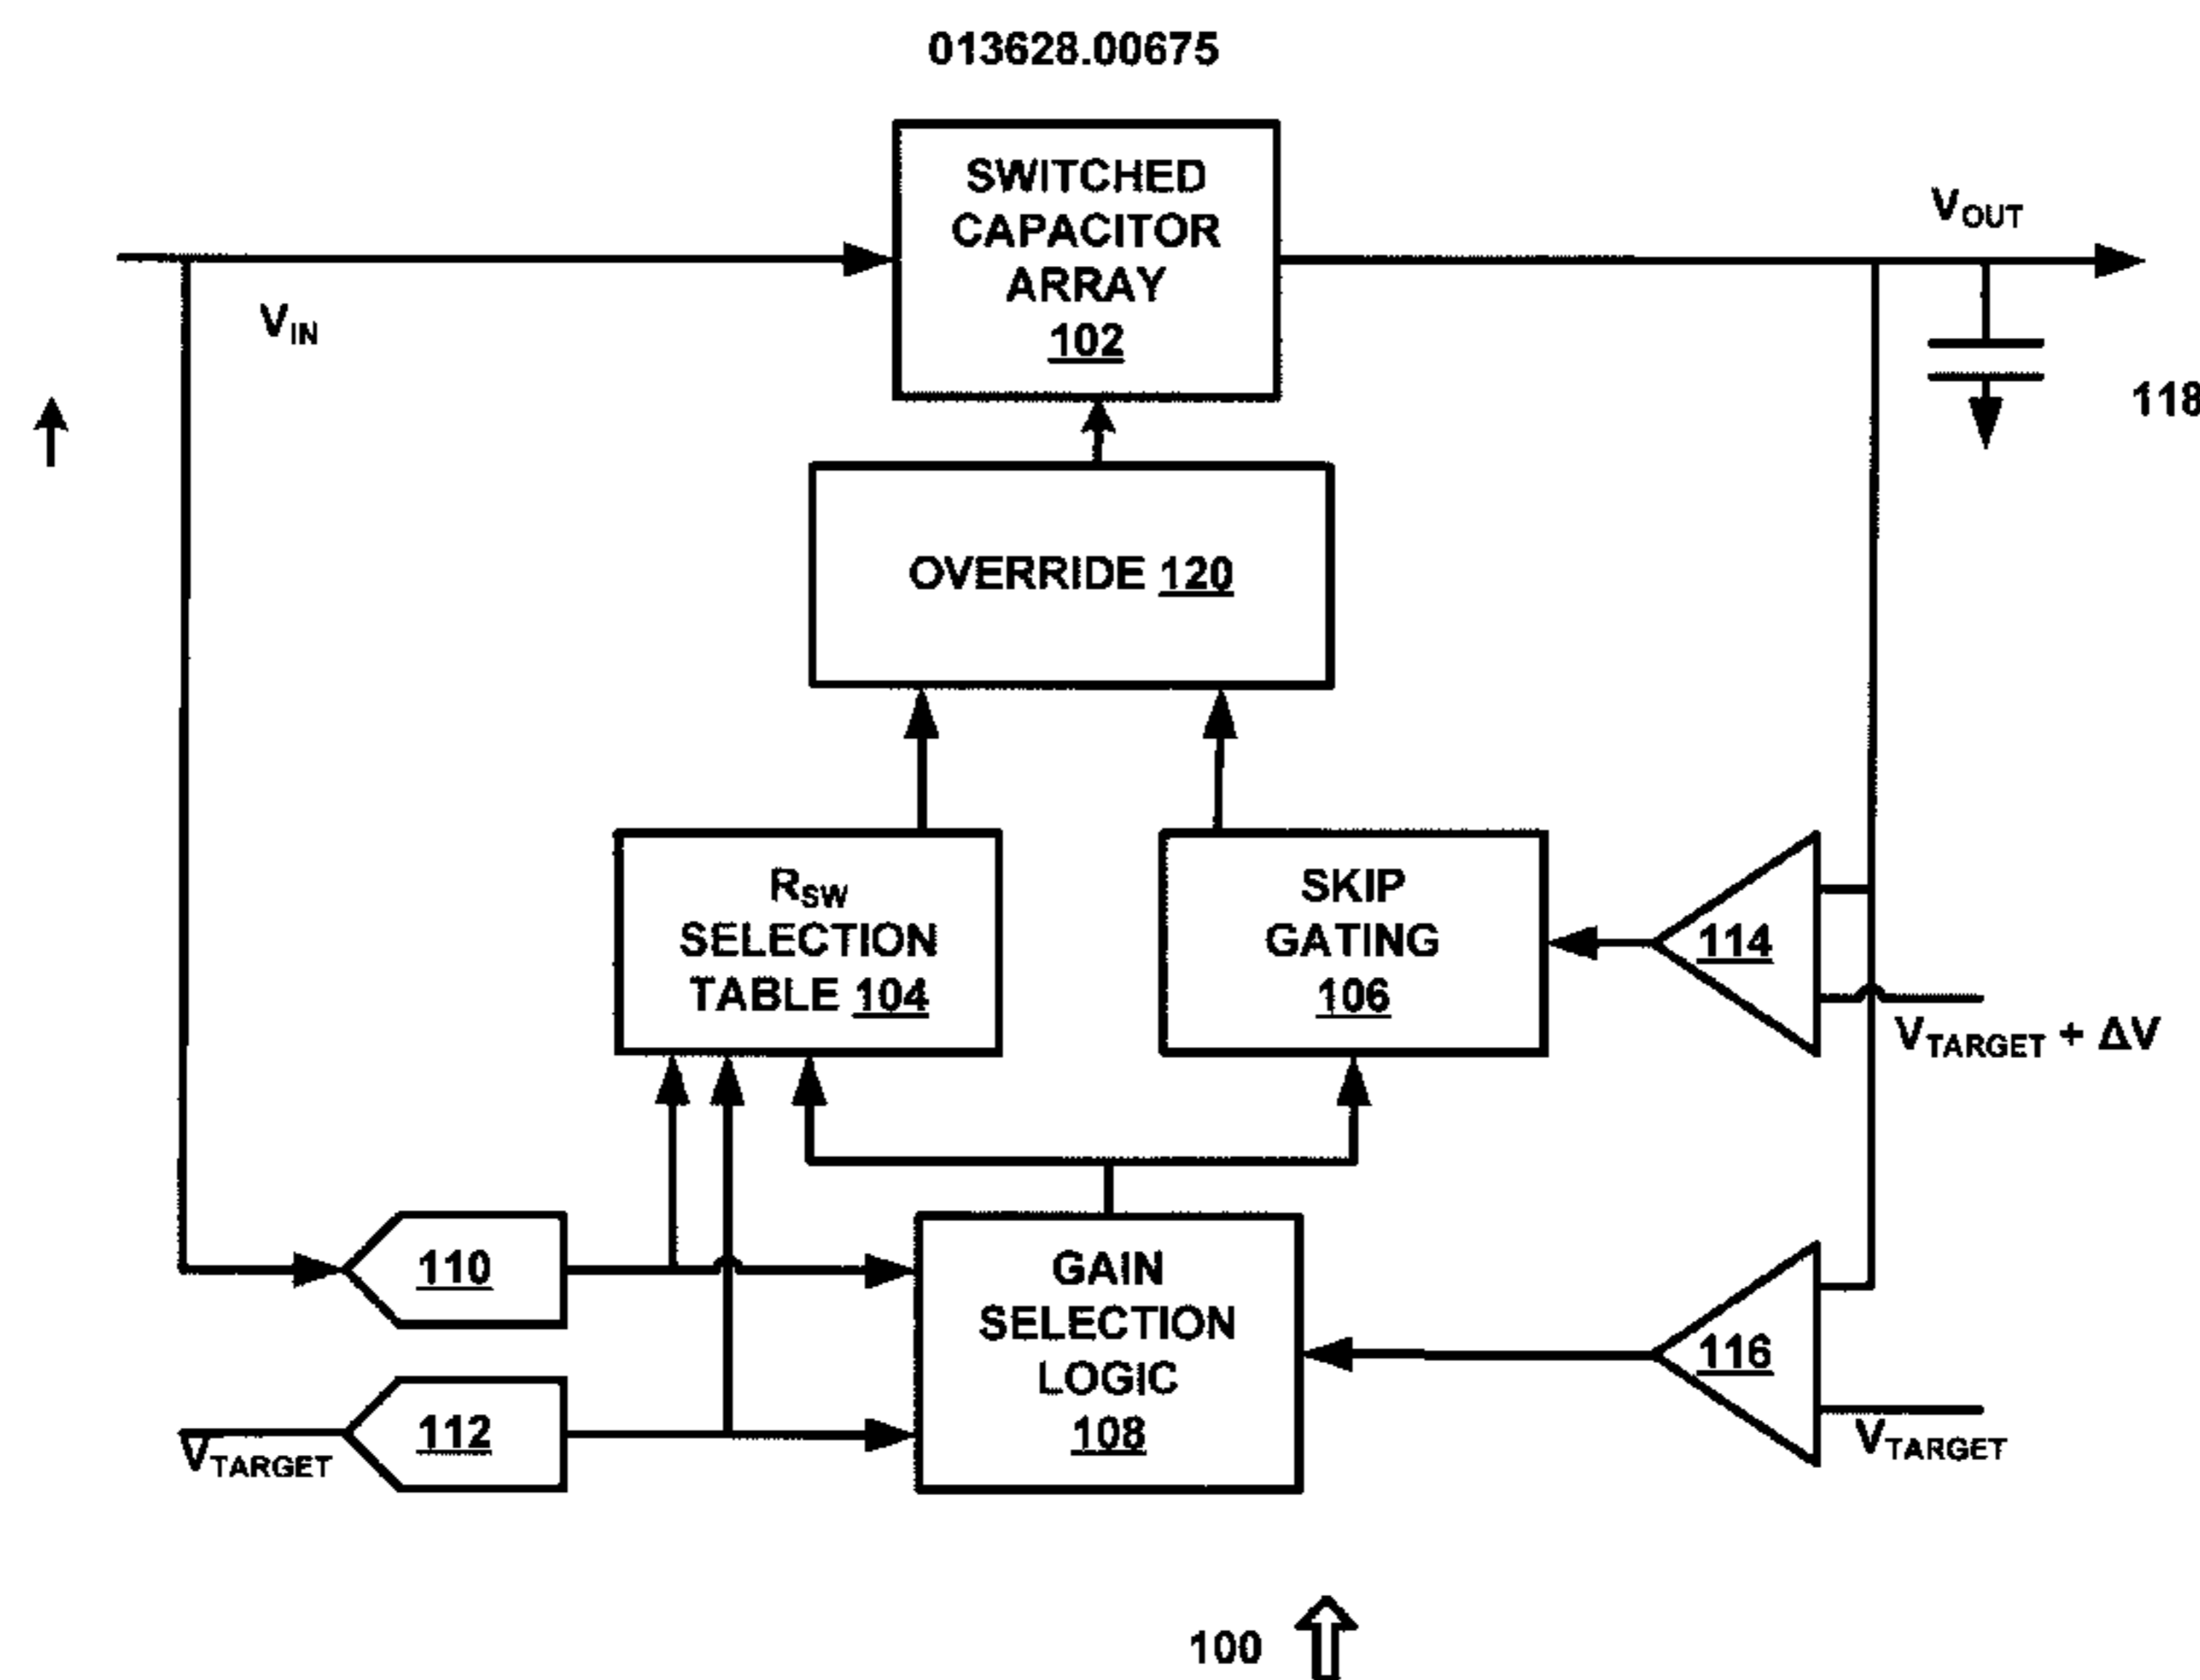 013628.00675
SWITCHED
CAPACITOR
ARRAY
102
VOUT
VIN
118
OVERRIDE 120
RSW
SELECTION
TABLE 104
SKIP
GATING
106
114
VTARGET + ΔV
110
GAIN
SELECTION
LOGIC
108
116
112
VTARGET
VTARGET
100